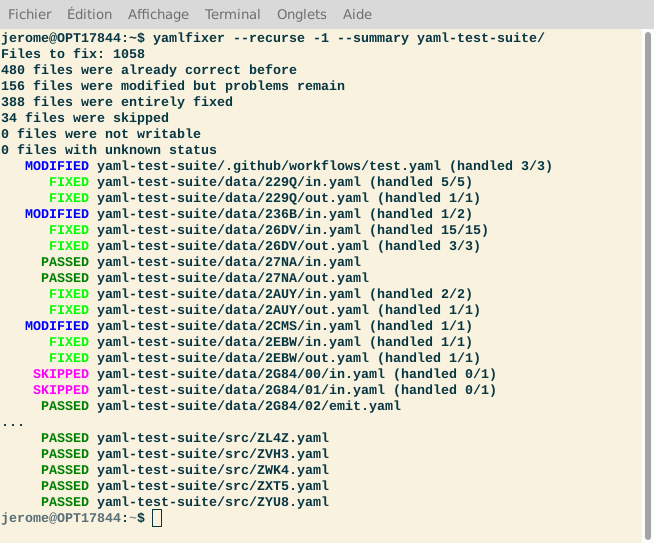 Fichier Édition Affichage Terminal Onglets Aide
jerome@OPT17844:~$ yamlfixer --recurse -1 --summary yaml-test-suite/
Files to fix: 1058
480 files were already correct before
156 files were modified but problems remain
388 files were entirely fixed
34 files were skipped
0 files were not writable
0 files with unknown status
MODIFIED yaml-test-suite/.github/workflows/test.yaml (handled 3/3)
FIXED yaml-test-suite/data/229Q/in.yaml (handled 5/5)
FIXED yaml-test-suite/data/229Q/out.yaml (handled 1/1)
MODIFIED yaml-test-suite/data/236B/in.yaml (handled 1/2)
FIXED yaml-test-suite/data/26DV/in.yaml (handled 15/15)
FIXED yaml-test-suite/data/26DV/out.yaml (handled 3/3)
PASSED yaml-test-suite/data/27NA/in.yaml
PASSED yaml-test-suite/data/27NA/out.yaml
FIXED yaml-test-suite/data/2AUY/in.yaml (handled 2/2)
FIXED yaml-test-suite/data/2AUY/out.yaml (handled 1/1)
MODIFIED yaml-test-suite/data/2CMS/in.yaml (handled 1/1)
FIXED yaml-test-suite/data/2EBW/in.yaml (handled 1/1)
FIXED yaml-test-suite/data/2EBW/out.yaml (handled 1/1)
SKIPPED yaml-test-suite/data/2G84/00/in.yaml (handled 0/1)
SKIPPED yaml-test-suite/data/2G84/01/in.yaml (handled 0/1)
PASSED yaml-test-suite/data/2G84/02/emit.yaml
...
PASSED yaml-test-suite/src/ZL4Z.yaml
PASSED yaml-test-suite/src/ZVH3.yaml
PASSED yaml-test-suite/src/ZWK4.yaml
PASSED yaml-test-suite/src/ZXT5.yaml
PASSED yaml-test-suite/src/ZYU8.yaml
jerome@OPT17844:~$